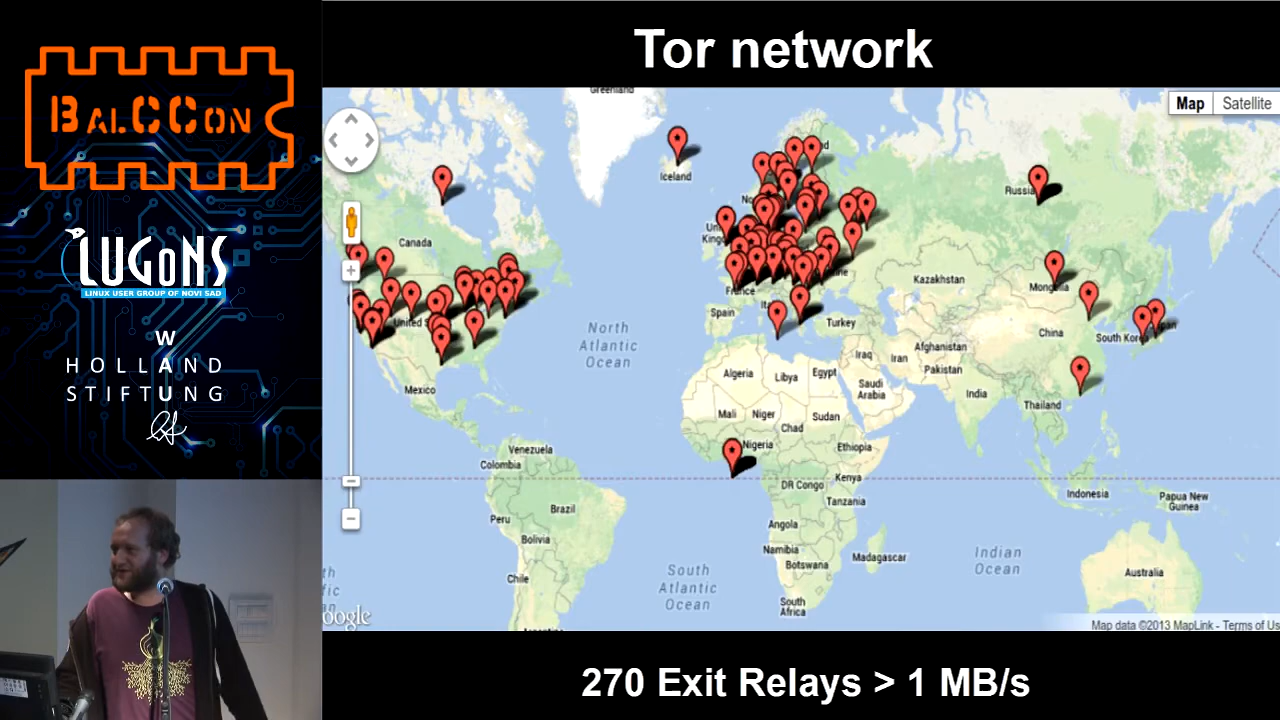 Tor network
BALCCON
LUGONS
LINUX USER GROUP OF NOVI SAD
W
HOLLAND
STIFTUNG
Map
Satellite
Greenland
Iceland
Russia
Canada
Kazakhstan
Mongolia
France
Spain
Turkey
China
South Korea
North
Atlantic
Ocean
Iraq
Iran
Afghanistan
Pakistan
Algeria
Libya
Egypt
Saudi
Arabia
India
Thailand
Mexico
Mali
Niger
Chad
Sudan
Nigeria
Ethiopia
Venezuela
Colombia
DR Congo
Kenya
Tanzania
Indonesia
Papua New
Guinea
Peru
Brazil
Bolivia
Angola
Namibia
Botswana
Madagascar
South
Atlantic
Ocean
Indian
Ocean
Australia
Chile
South
Africa
oogle
Map data ©2013 MapLink - Terms of Us
270 Exit Relays > 1 MB/s